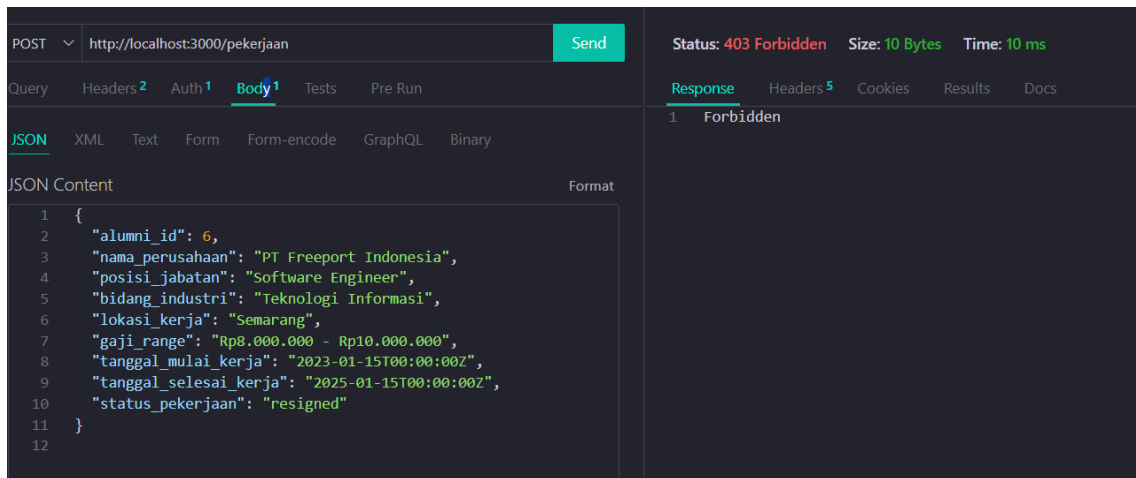 POST http://localhost:3000/pekerjaan Send
Query Headers 2 Auth 1 Body 1 Tests Pre Run
JSON XML Text Form Form-encode GraphQL Binary
JSON Content Format
1 {
2 "alumni_id": 6,
3 "nama_perusahaan": "PT Freeport Indonesia",
4 "posisi_jabatan": "Software Engineer",
5 "bidang_industri": "Teknologi Informasi",
6 "lokasi_kerja": "Semarang",
7 "gaji_range": "Rp8.000.000 - Rp10.000.000",
8 "tanggal_mulai_kerja": "2023-01-15T00:00:00Z",
9 "tanggal_selesai_kerja": "2025-01-15T00:00:00Z",
10 "status_pekerjaan": "resigned"
11 }
12
Status: 403 Forbidden Size: 10 Bytes Time: 10 ms
Response Headers 5 Cookies Results Docs
1 Forbidden